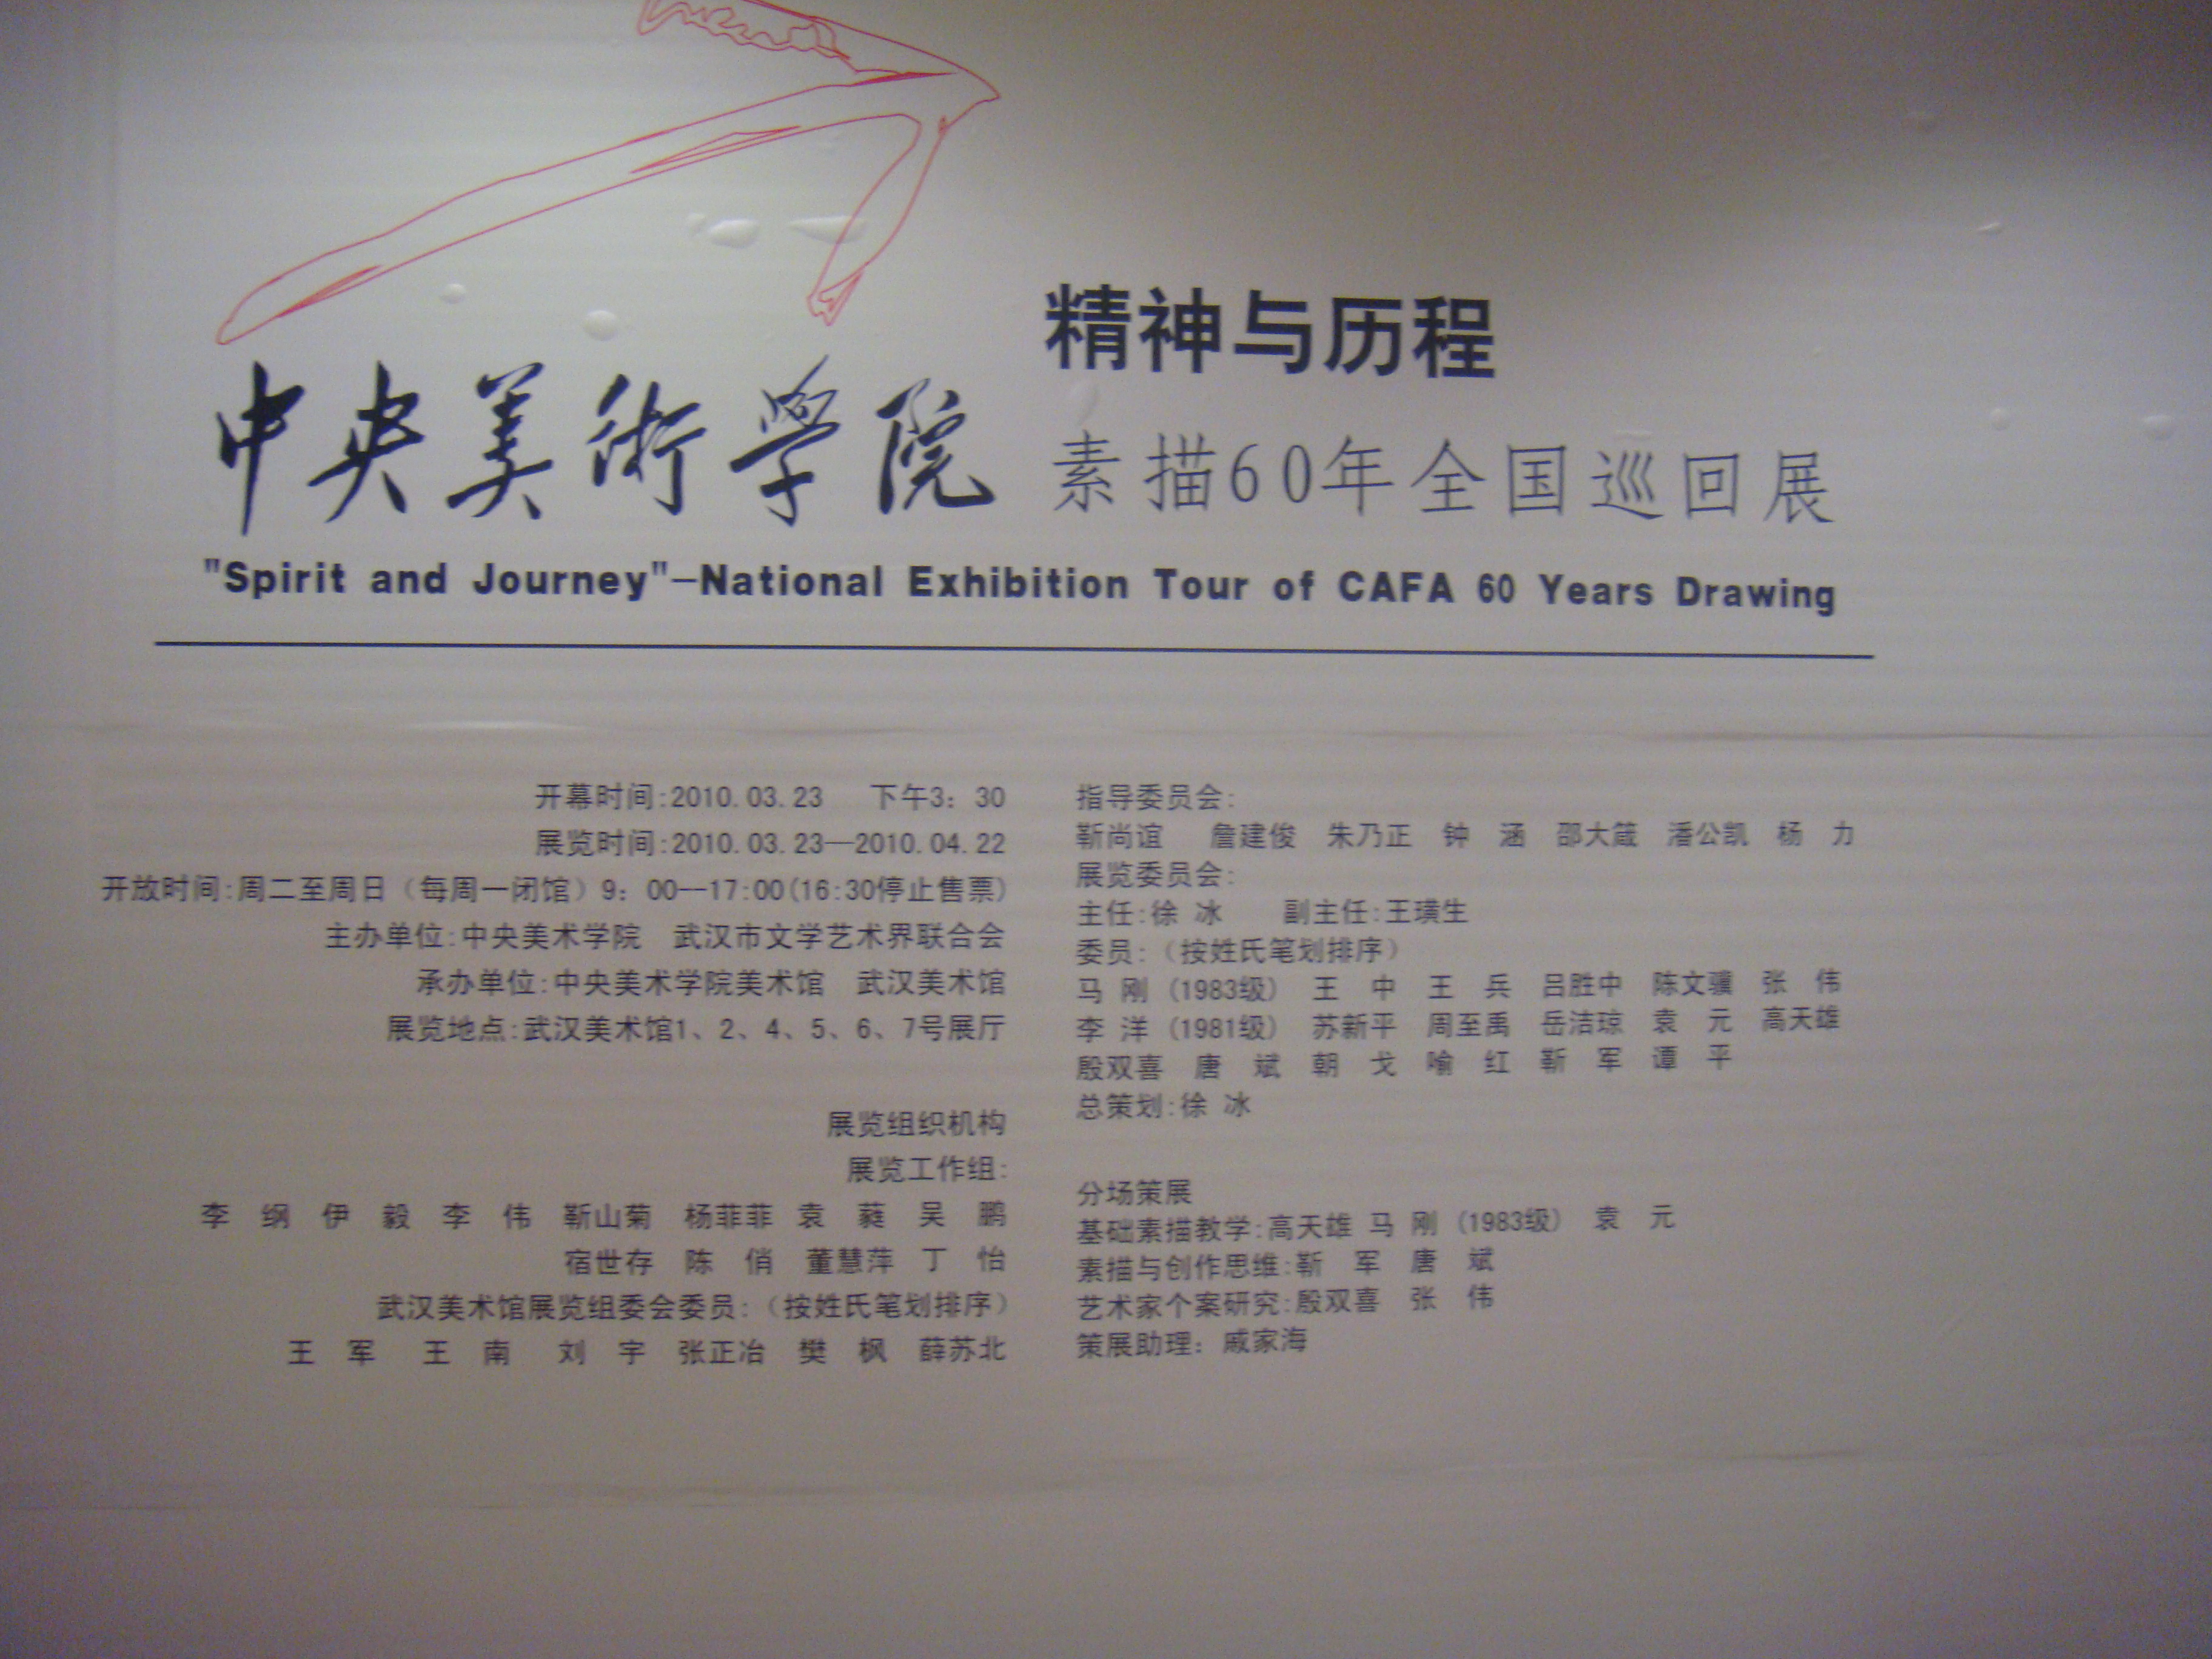 精神与历程
中央美術學院 素描60年全国巡回展
"Spirit and Journey"—National Exhibition Tour of CAFA 60 Years Drawing
开幕时间:2010.03.23 下午3：30
展览时间:2010.03.23—2010.04.22
开放时间:周二至周日（每周一闭馆）9：00--17:00(16:30停止售票)
主办单位:中央美术学院 武汉市文学艺术界联合会
承办单位:中央美术学院美术馆 武汉美术馆
展览地点:武汉美术馆1、2、4、5、6、7号展厅
展览组织机构
展览工作组:
李 纲 伊 毅 李 伟 靳山菊 杨菲菲 袁 蕤 吴 鹏
宿世存 陈 俏 董慧萍 丁 怡
武汉美术馆展览组委会委员:（按姓氏笔划排序）
王 军 王 南 刘 宇 张正冶 樊 枫 薛苏北
指导委员会:
靳尚谊 詹建俊 朱乃正 钟 涵 邵大箴 潘公凯 杨 力
展览委员会:
主任:徐 冰 副主任:王璜生
委员:（按姓氏笔划排序）
马 刚 (1983级) 王 中 王 兵 吕胜中 陈文骥 张 伟
李 洋 (1981级) 苏新平 周至禹 岳洁琼 袁 元 高天雄
殷双喜 唐 斌 朝 戈 喻 红 靳 军 谭 平
总策划:徐 冰
分场策展
基础素描教学:高天雄 马 刚 (1983级) 袁 元
素描与创作思维:靳 军 唐 斌
艺术家个案研究:殷双喜 张 伟
策展助理：戚家海